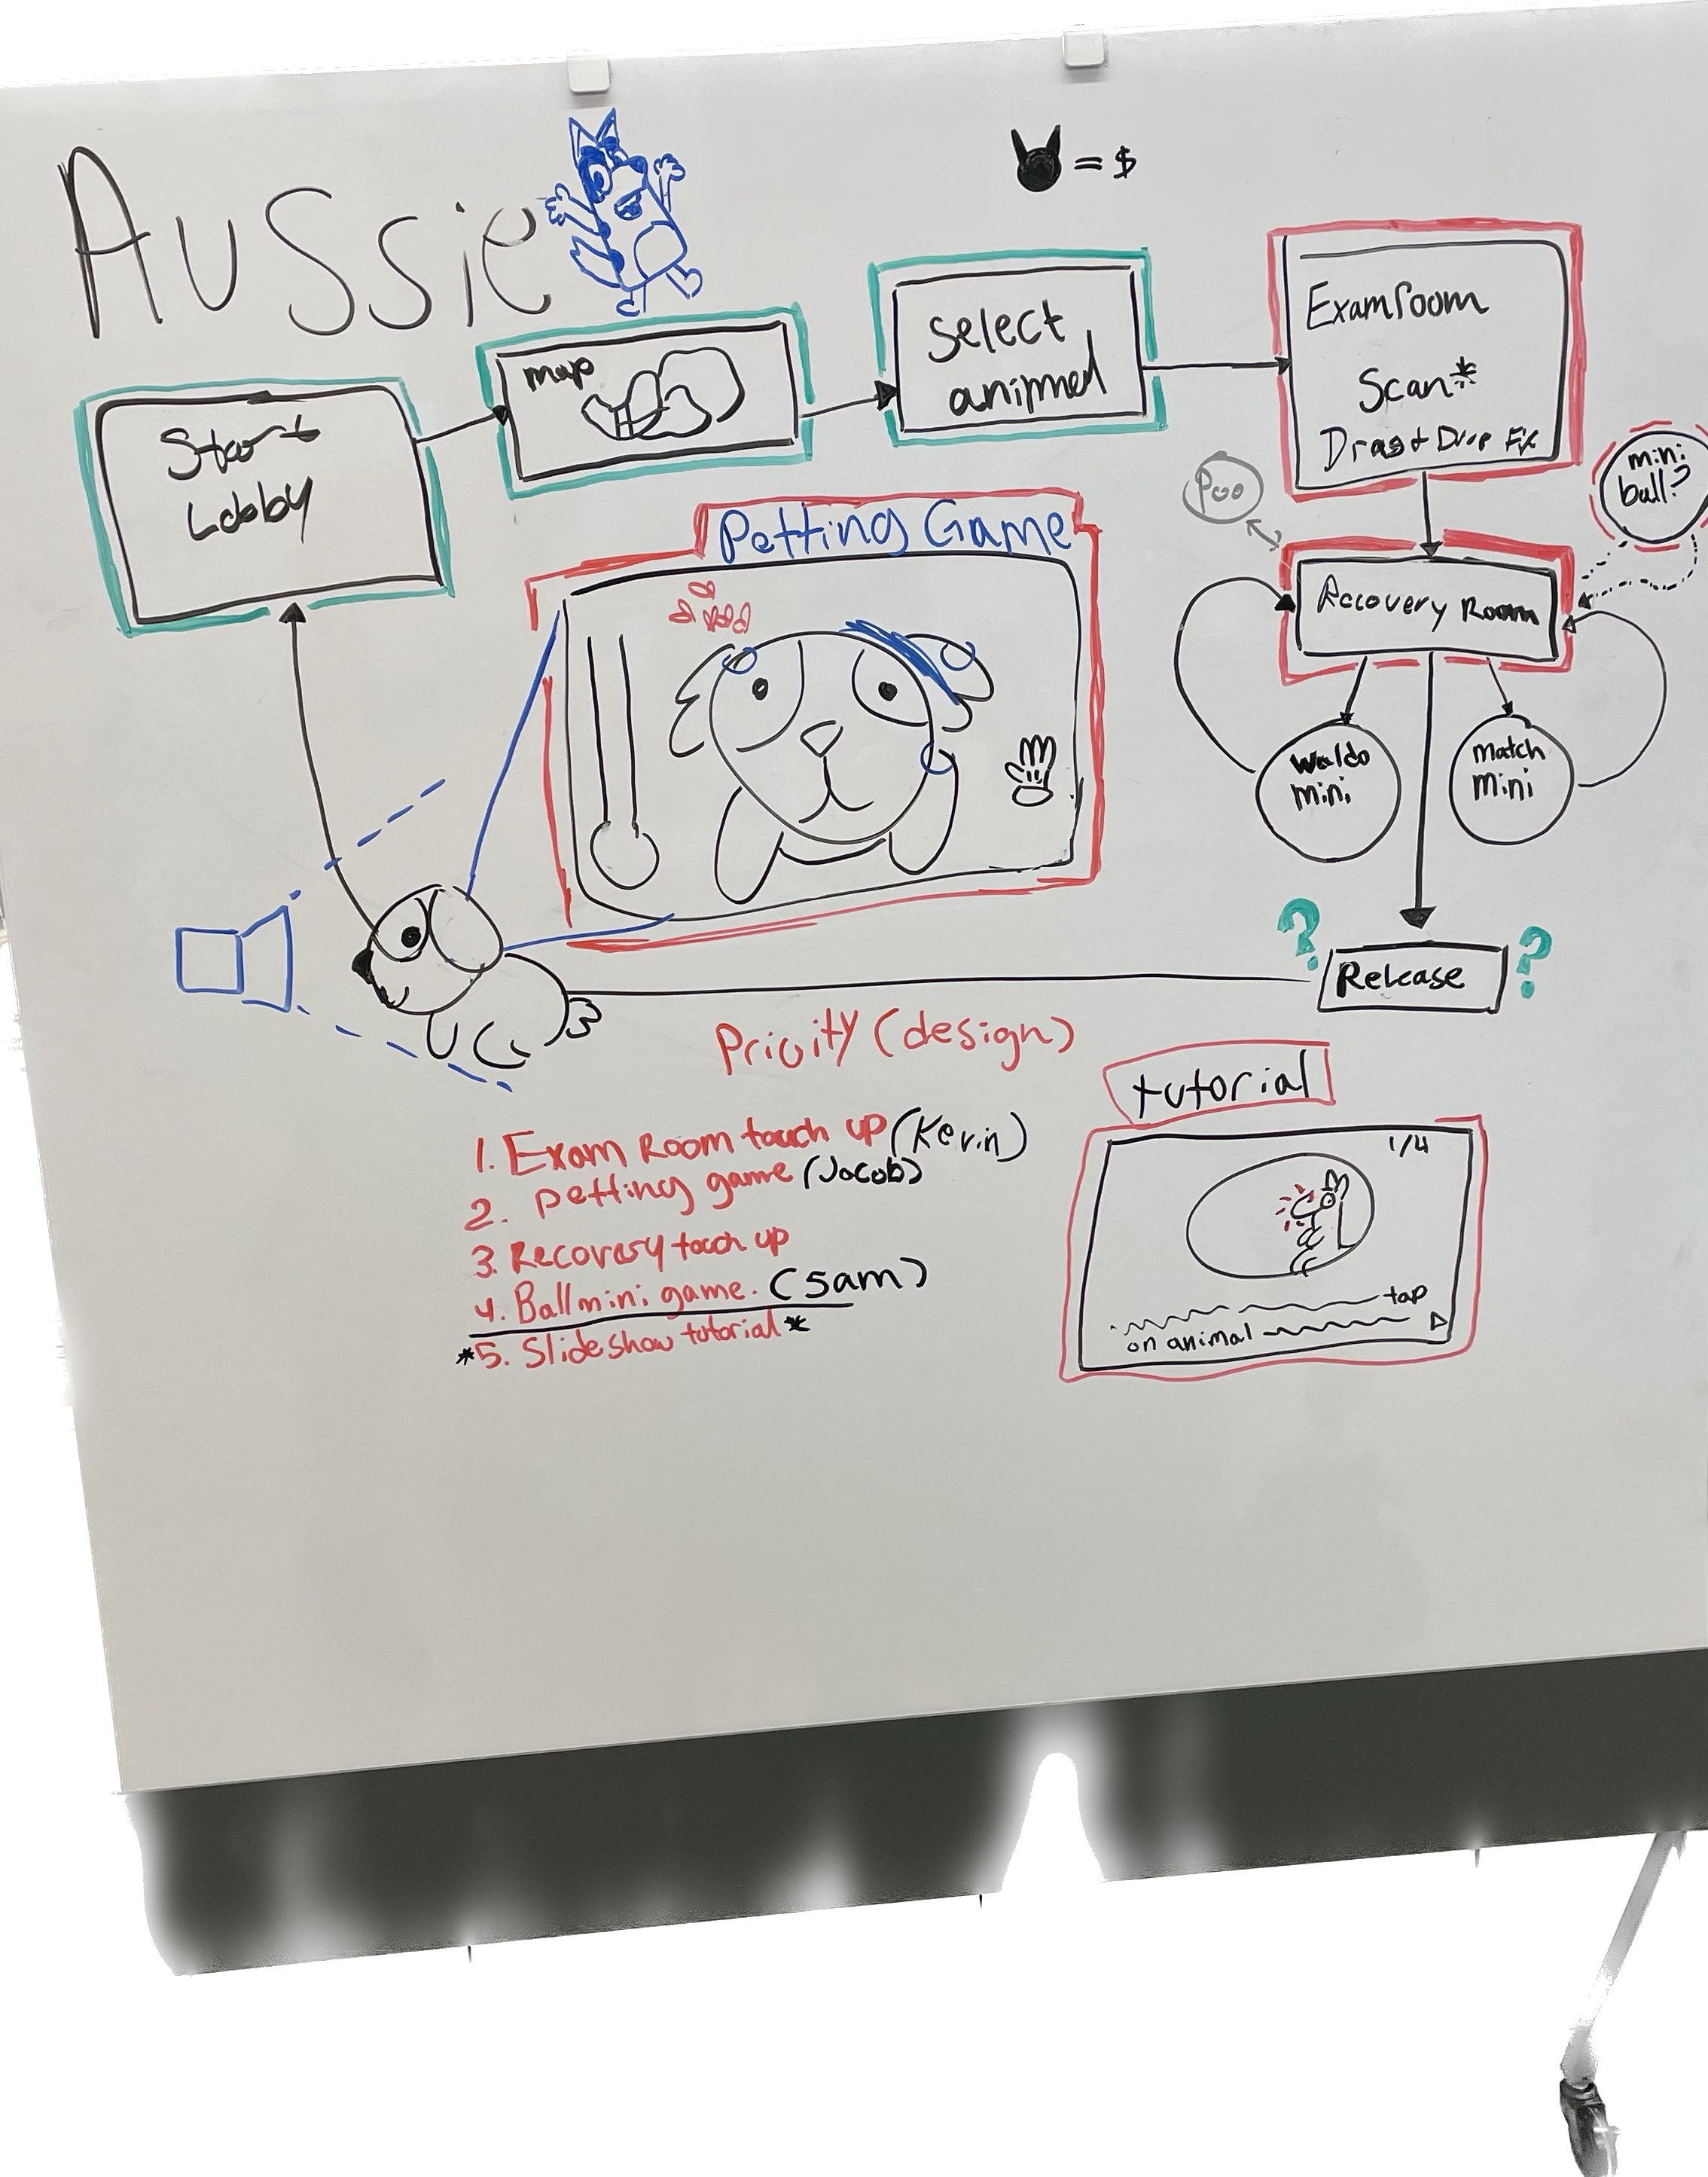 Aussie
= $
Start
Lobby
map
select
animal
Exam room
Scan*
Drag & Drop Fix
Poo
mini
ball?
Petting Game
Recovery Room
Waldo
mini
Match
mini
? Release ?
Priority (design)
1. Exam Room touch up (Kevin)
2. petting game (Jacob)
3. Recovery touch up
4. Ball mini game. (Sam)
*5. Slide show tutorial*
tutorial
1/4
tap
on animal